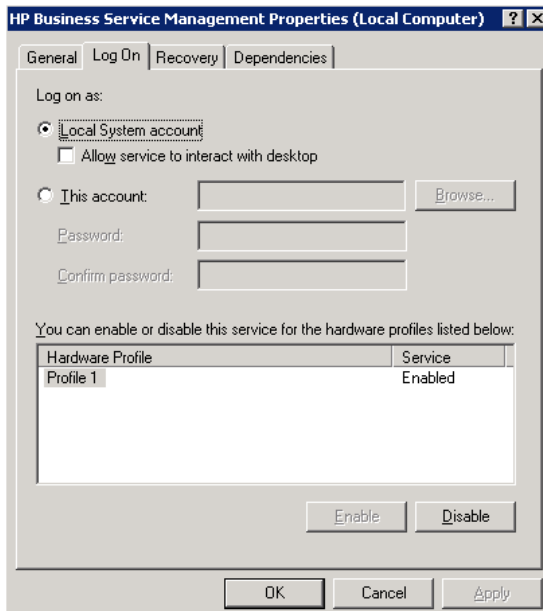 HP Business Service Management Properties (Local Computer) ? X
General Log On Recovery Dependencies
Log on as:
Local System account
Allow service to interact with desktop
This account:
Browse...
Password:
Confirm password:
You can enable or disable this service for the hardware profiles listed below:
Hardware Profile Service
Profile 1 Enabled
Enable Disable
OK Cancel Apply